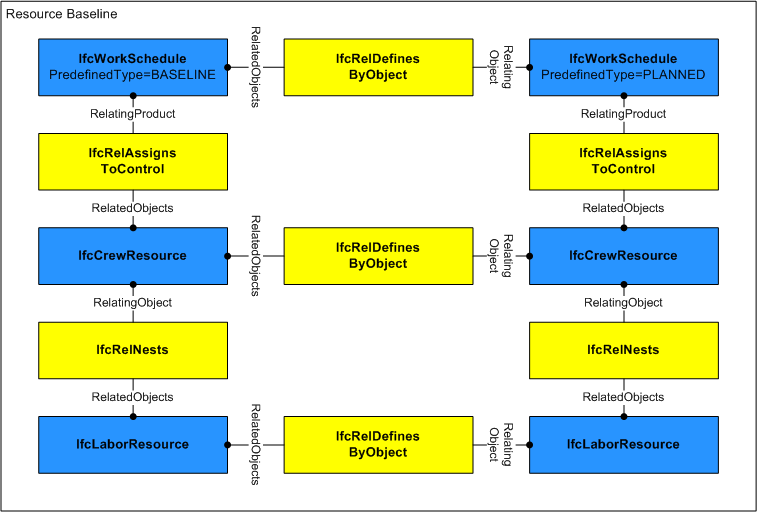 Resource Baseline
IfcWorkSchedule
PredefinedType=BASELINE
RelatedObjects
IfcRelDefines
ByObject
Relating
Object
IfcWorkSchedule
PredefinedType=PLANNED
RelatingProduct
RelatingProduct
IfcRelAssigns
ToControl
IfcRelAssigns
ToControl
RelatedObjects
RelatedObjects
IfcCrewResource
RelatedObjects
IfcRelDefines
ByObject
Relating
Object
IfcCrewResource
RelatingObject
RelatingObject
IfcRelNests
IfcRelNests
RelatedObjects
RelatedObjects
IfcLaborResource
RelatedObjects
IfcRelDefines
ByObject
Relating
Object
IfcLaborResource